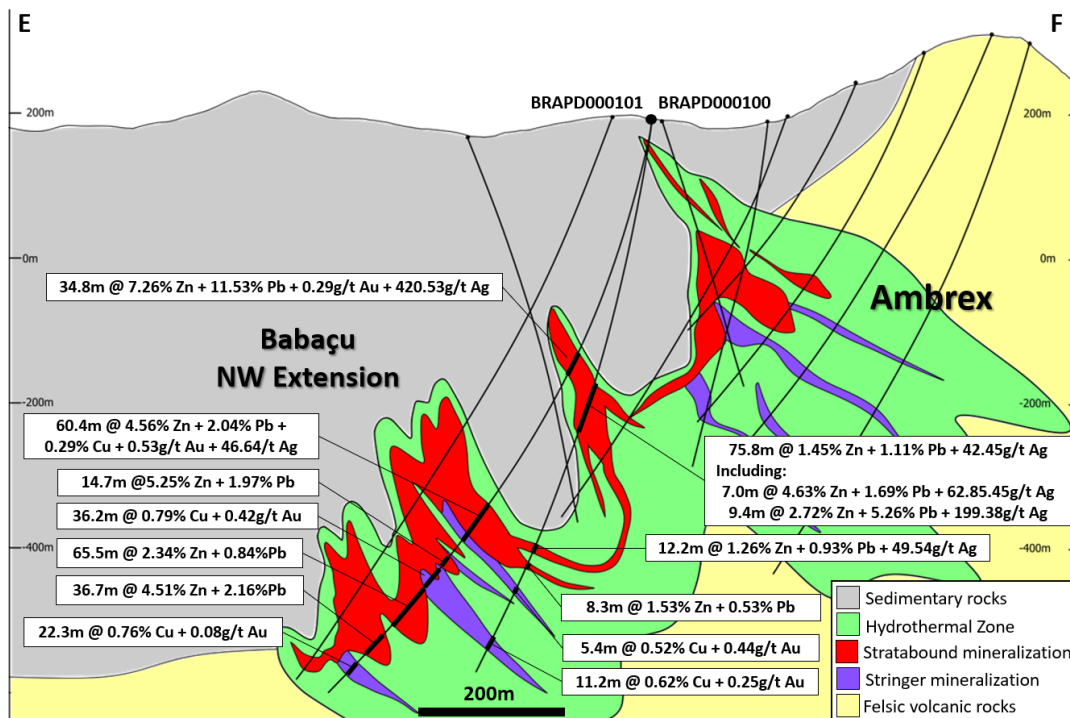 E
F
BRAPD000101
BRAPD000100
200m
200m
0m
0m
34.8m @ 7.26% Zn + 11.53% Pb + 0.29g/t Au + 420.53g/t Ag
Ambrex
Babaçu
NW Extension
-200m
-200m
60.4m @ 4.56% Zn + 2.04% Pb +
0.29% Cu + 0.53g/t Au + 46.64/t Ag
75.8m @ 1.45% Zn + 1.11% Pb + 42.45g/t Ag
Including:
7.0m @ 4.63% Zn + 1.69% Pb + 62.85.45g/t Ag
9.4m @ 2.72% Zn + 5.26% Pb + 199.38g/t Ag
14.7m @5.25% Zn + 1.97% Pb
36.2m @ 0.79% Cu + 0.42g/t Au
-400m
-400m
65.5m @ 2.34% Zn + 0.84%Pb
12.2m @ 1.26% Zn + 0.93% Pb + 49.54g/t Ag
36.7m @ 4.51% Zn + 2.16%Pb
8.3m @ 1.53% Zn + 0.53% Pb
22.3m @ 0.76% Cu + 0.08g/t Au
5.4m @ 0.52% Cu + 0.44g/t Au
11.2m @ 0.62% Cu + 0.25g/t Au
200m
Sedimentary rocks
Hydrothermal Zone
Stratabound mineralization
Stringer mineralization
Felsic volcanic rocks